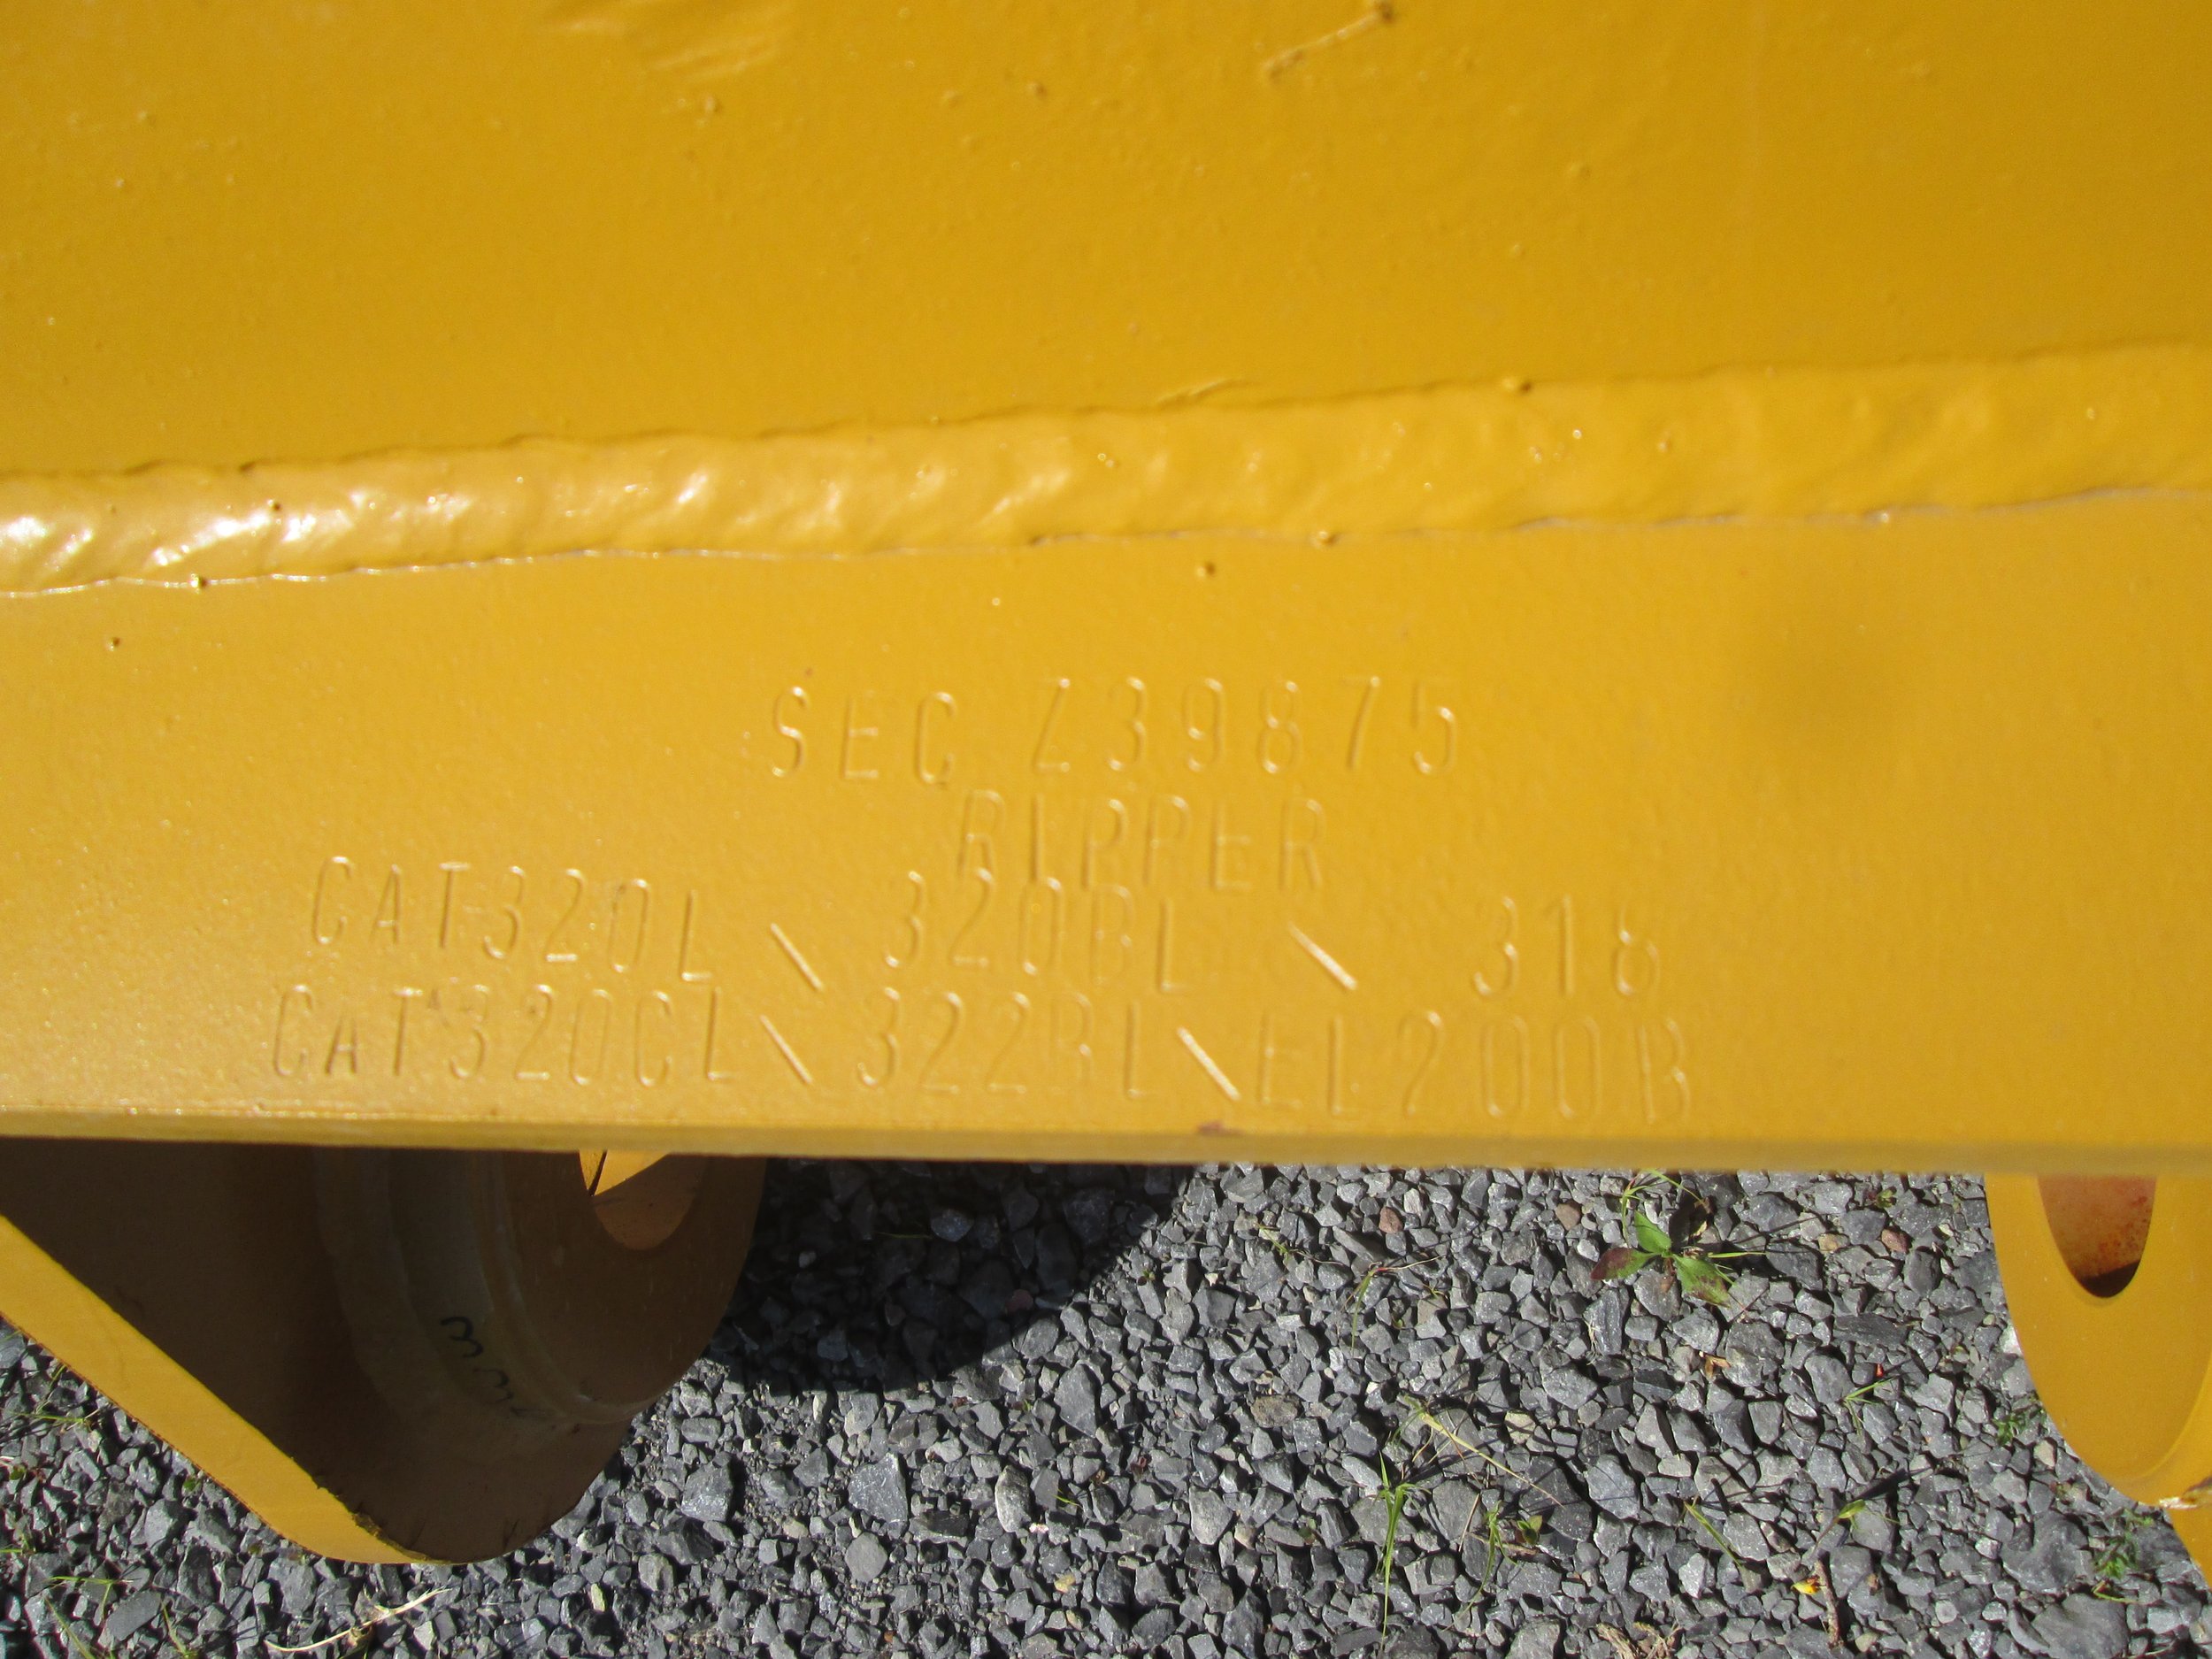 SEC Z39875
RIPPER
CAT320L \ 320BL \ 318
CAT320CL\322BL\EL200B